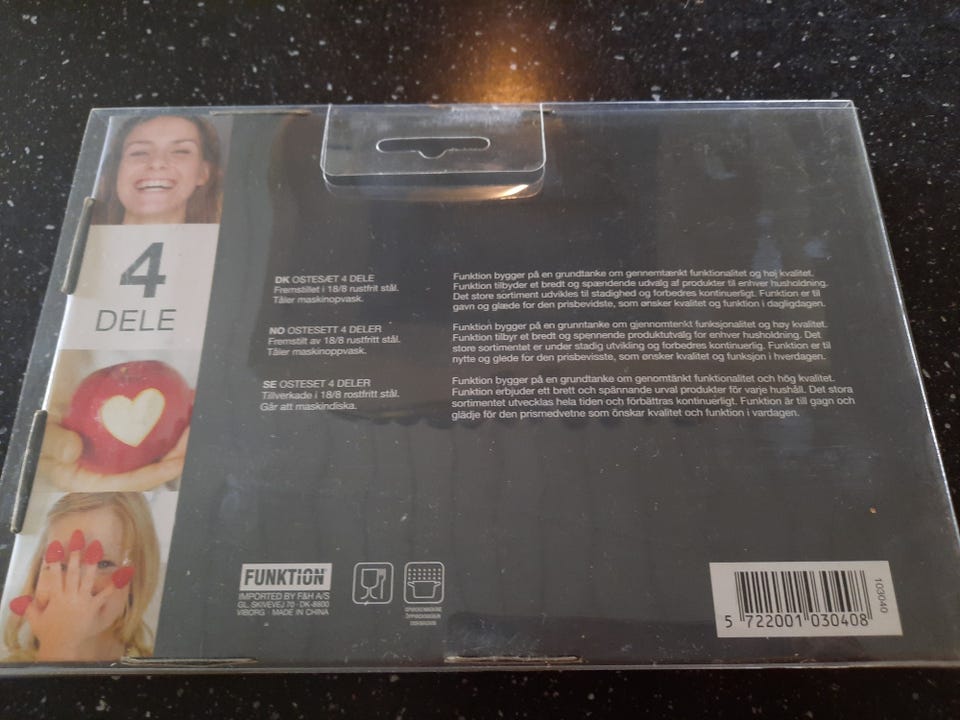 4
DELE
DK OSTESÆT 4 DELE
Fremstillet i 18/8 rustfrit stål.
Tåler maskinopvask.
NO OSTESETT 4 DELER
Fremstilt av 18/8 rustfritt stål.
Tåler maskinoppvask.
SE OSTESET 4 DELER
Tillverkade i 18/8 rostfritt stål.
Går att maskindiska.
Funktion bygger på en grundtanke om gennemtænkt funktionalitet og høj kvalitet.
Funktion tilbyder et bredt og spændende udvalg af produkter til enhver husholdning.
Det store sortiment udvikles til stadighed og forbedres kontinuerligt. Funktion er til
gavn og glæde for den prisbevidste, som ønsker kvalitet og funktion i dagligdagen.
Funktion bygger på en grunntanke om gjennomtenkt funksjonalitet og høy kvalitet.
Funktion tilbyr et bredt og spennende produktutvalg for enhver husholdning. Det
store sortimentet er under stadig utvikling og forbedres kontinuerlig. Funktion er til
nytte og glede for den prisbevisste, som ønsker kvalitet og funksjon i hverdagen.
Funktion bygger på en grundtanke om genomtänkt funktionalitet och hög kvalitet.
Funktion erbjuder ett brett och spännande urval produkter för varje hushåll. Det stora
sortimentet utvecklas hela tiden och förbättras kontinuerligt. Funktion är till gagn och
glädje för den prismedvetne som önskar kvalitet och funktion i vardagen.
FUNKTION
IMPORTED BY F&H A/S
GL. SKIVEVEJ 70 · DK-8800
VIBORG · MADE IN CHINA
103040
5 722001 030408